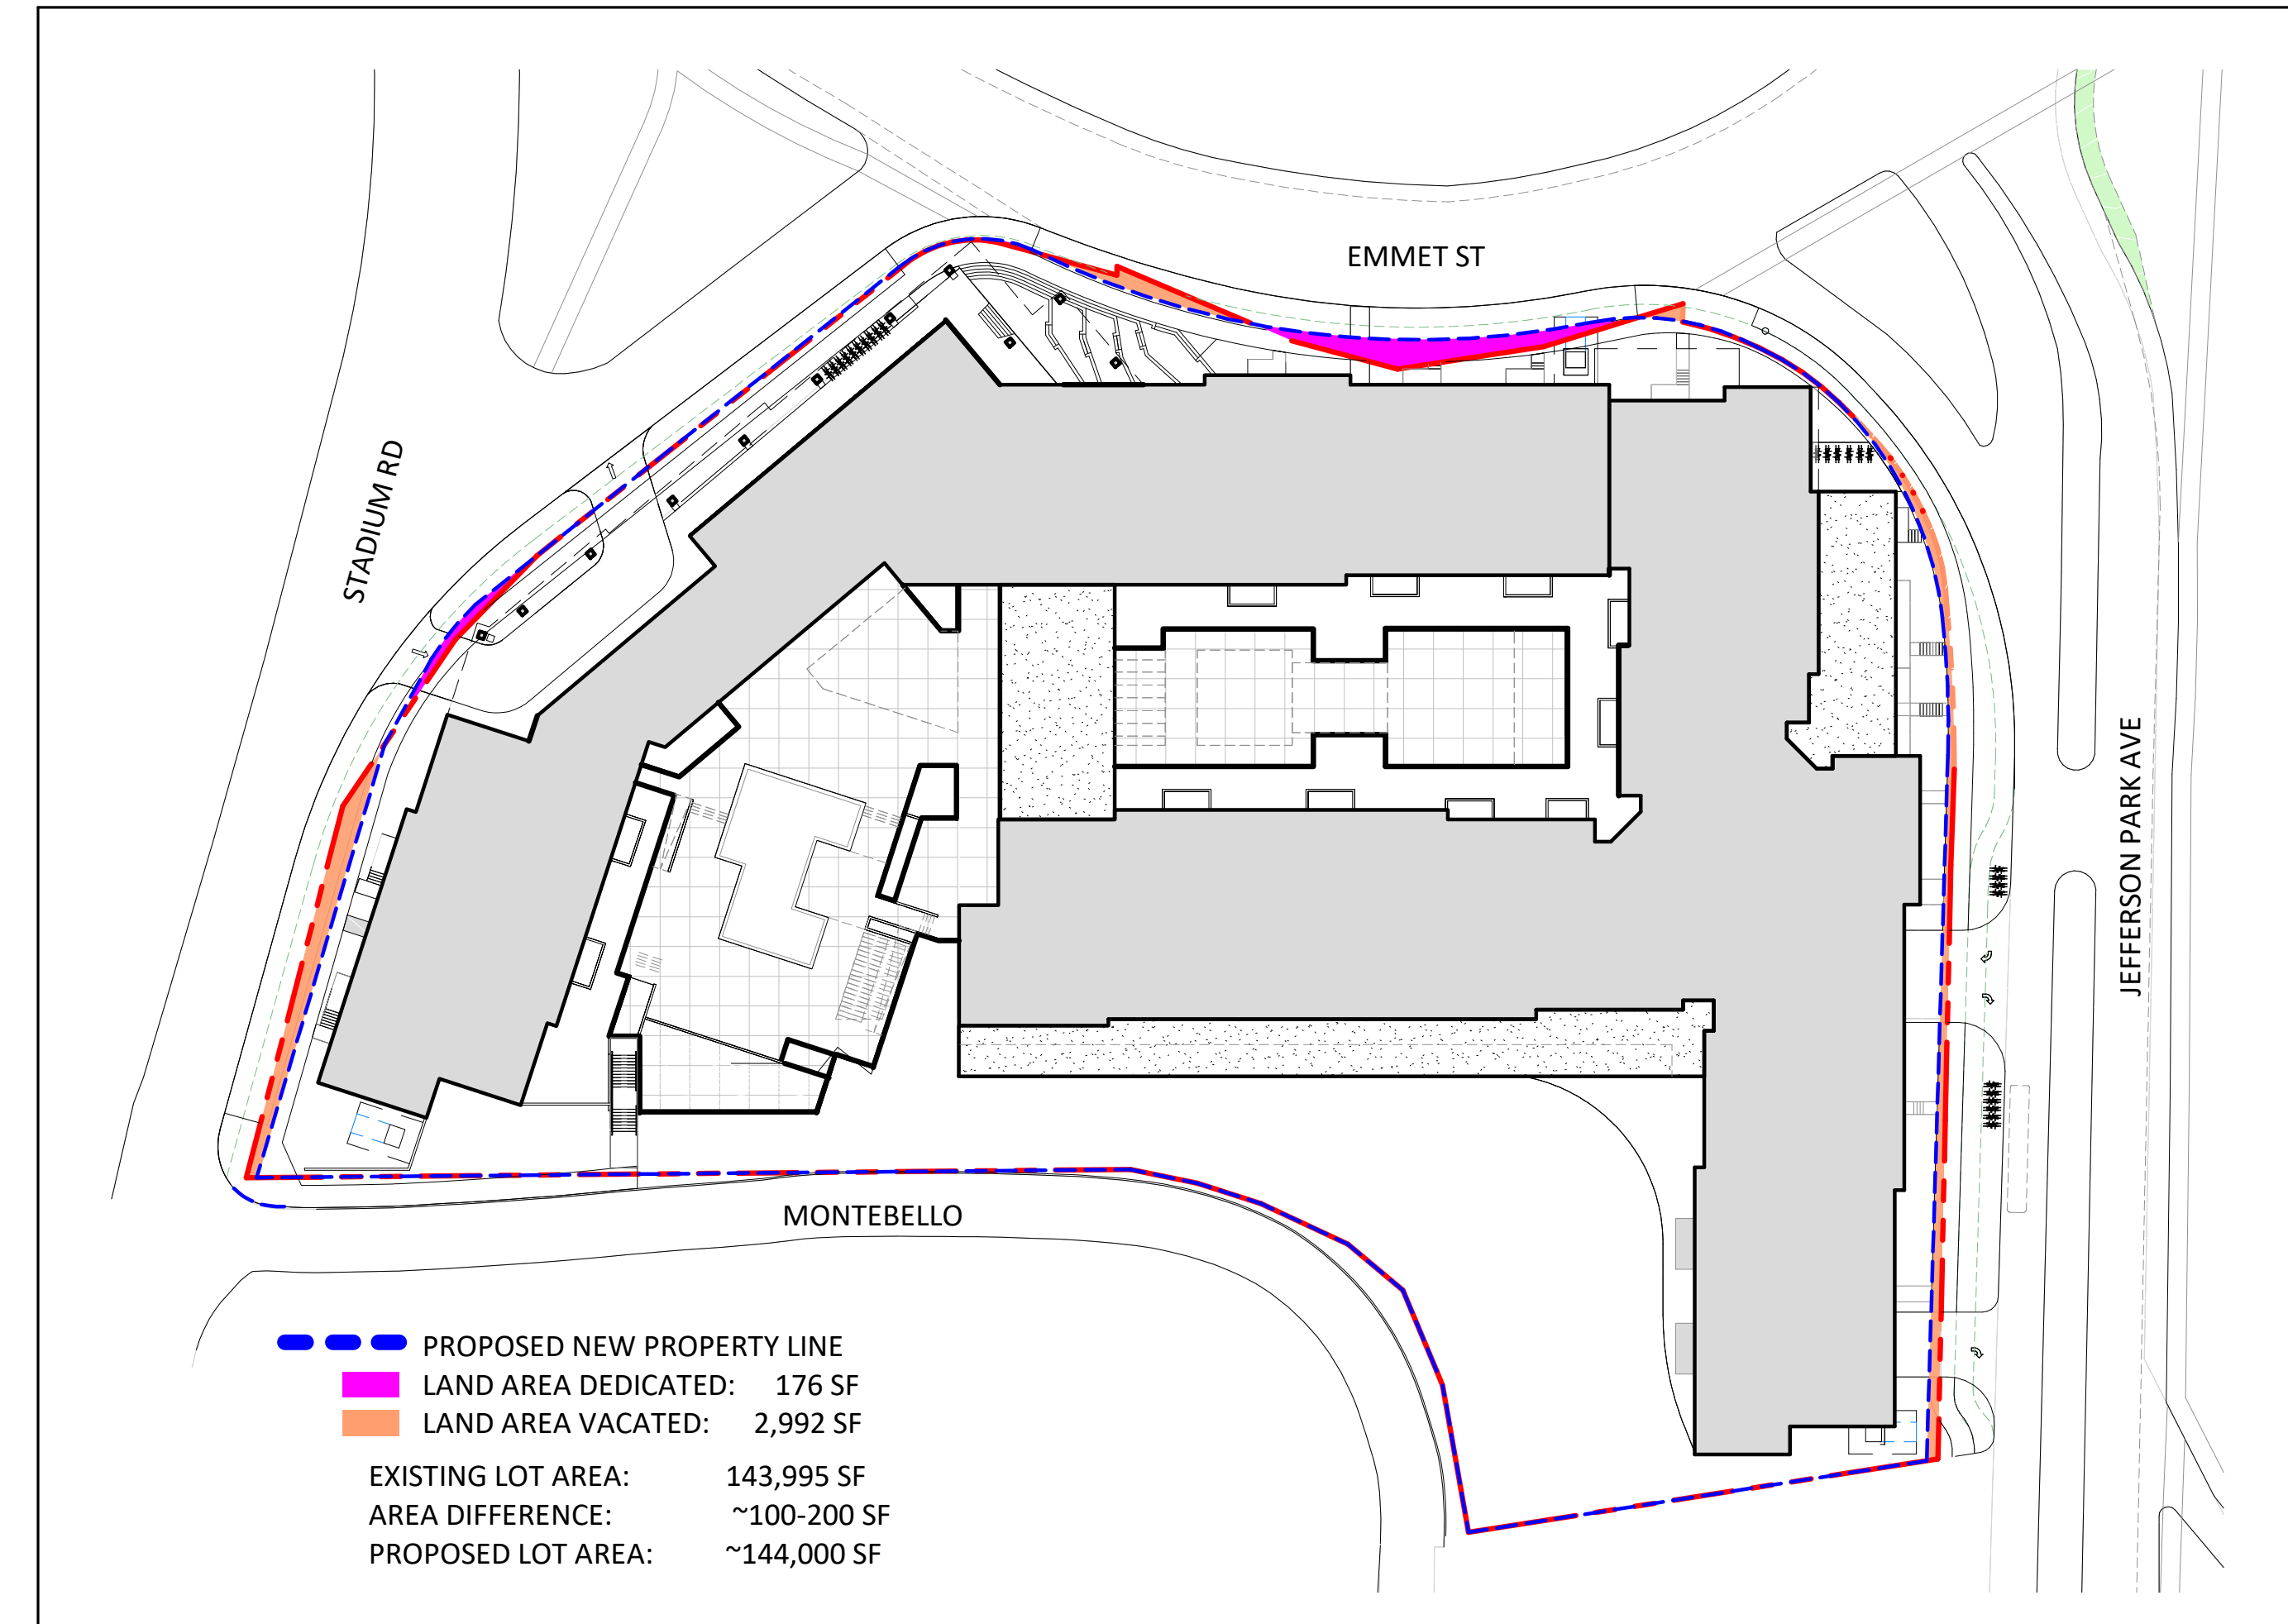 EMMET ST
STADIUM RD
JEFFERSON PARK AVE
MONTEBELLO
PROPOSED NEW PROPERTY LINE
LAND AREA DEDICATED: 176 SF
LAND AREA VACATED: 2,992 SF
EXISTING LOT AREA: 143,995 SF
AREA DIFFERENCE: ~100-200 SF
PROPOSED LOT AREA: ~144,000 SF